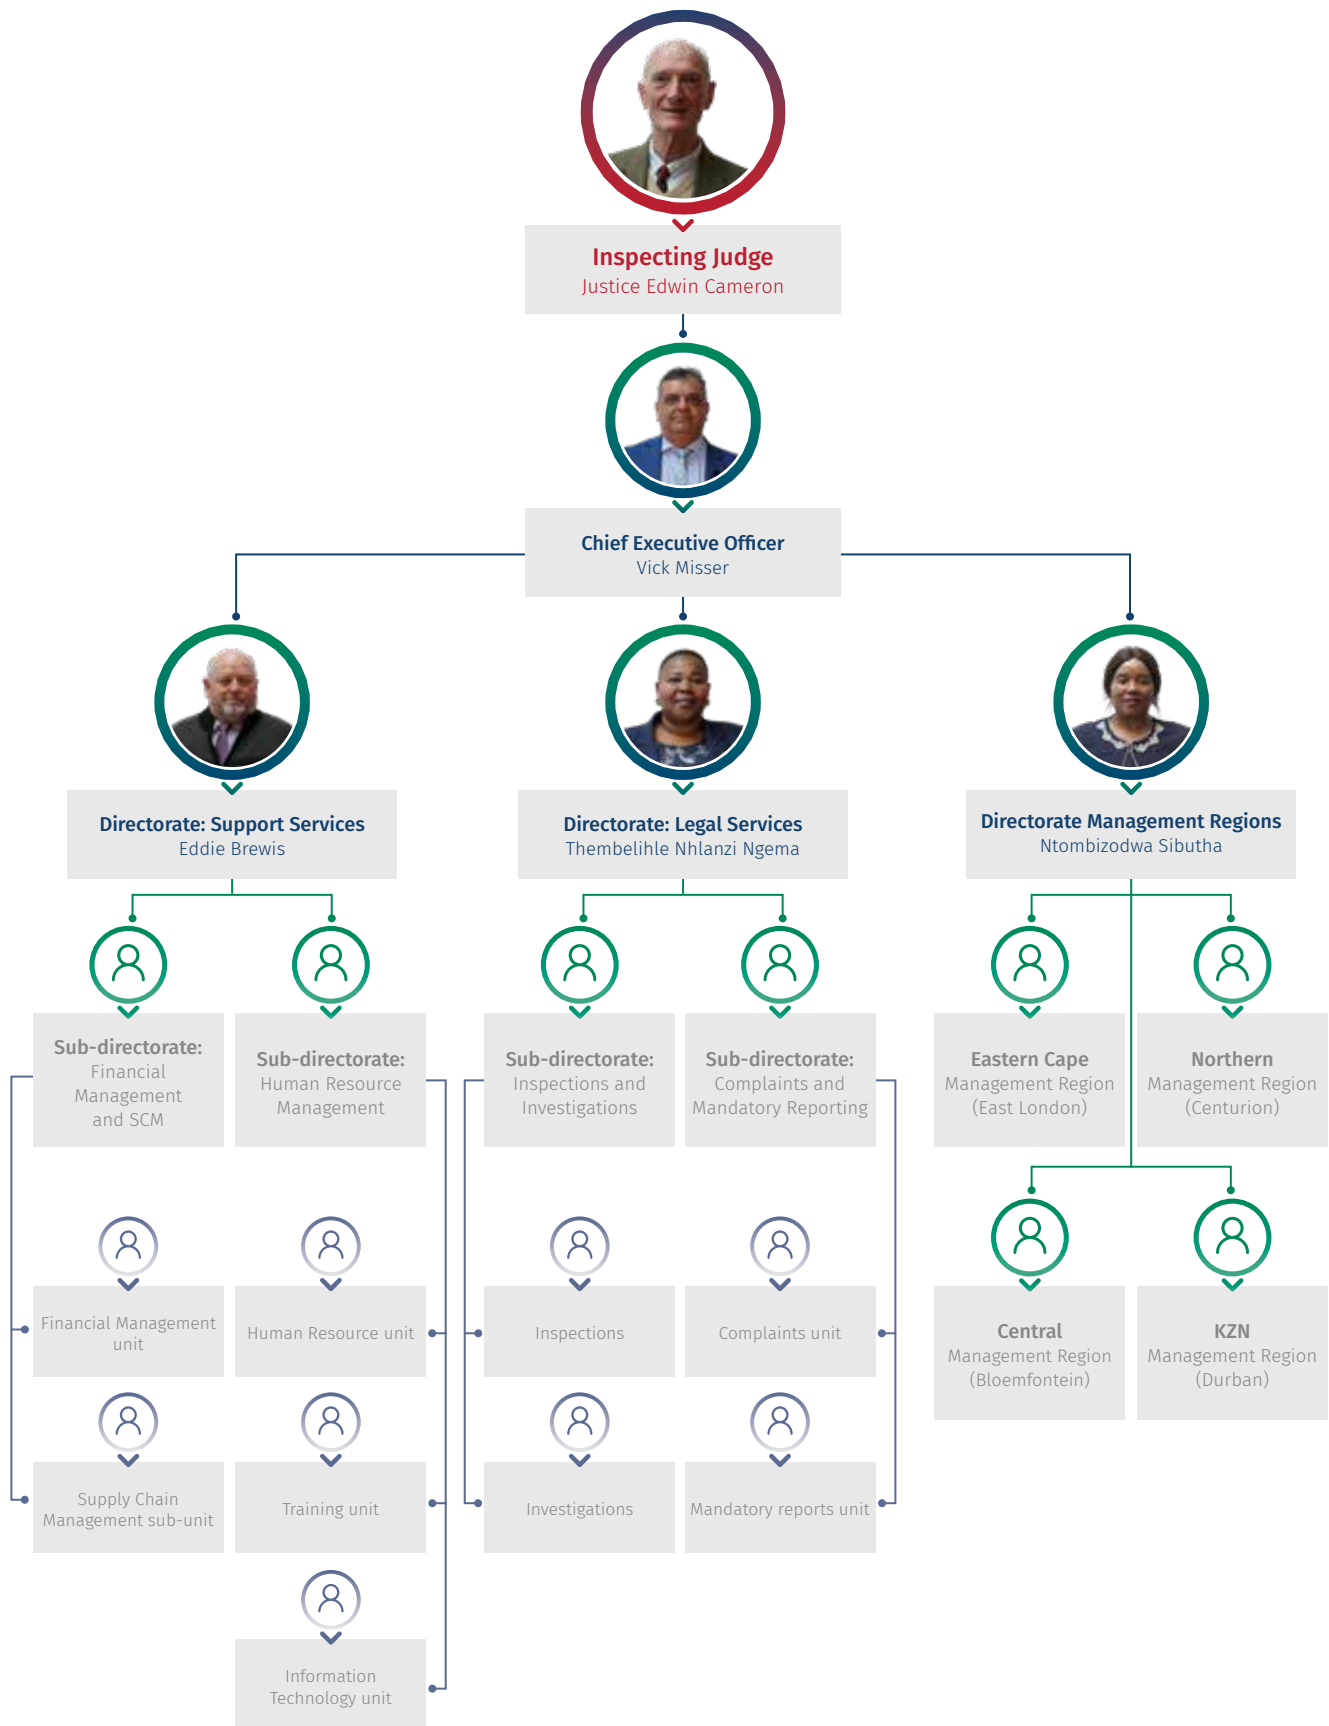 Inspecting Judge
Justice Edwin Cameron
Chief Executive Officer
Vick Misser
Directorate: Support Services
Eddie Brewis
Directorate: Legal Services
Thembelihle Nhlanzi Ngema
Directorate Management Regions
Ntombizodwa Sibutha
Sub-directorate:
Financial
Management
and SCM
Sub-directorate:
Human Resource
Management
Sub-directorate:
Inspections and
Investigations
Sub-directorate:
Complaints and
Mandatory Reporting
Eastern Cape
Management Region
(East London)
Northern
Management Region
(Centurion)
Financial Management
unit
Human Resource unit
Inspections
Complaints unit
Central
Management Region
(Bloemfontein)
KZN
Management Region
(Durban)
Supply Chain
Management sub-unit
Training unit
Investigations
Mandatory reports unit
Information
Technology unit